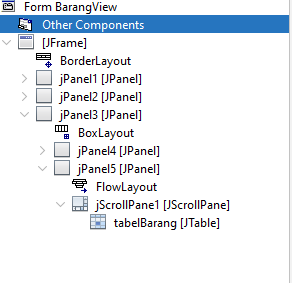 Form BarangView
Other Components
[JFrame]
BorderLayout
jPanel1 [JPanel]
jPanel2 [JPanel]
jPanel3 [JPanel]
BoxLayout
jPanel4 [JPanel]
jPanel5 [JPanel]
FlowLayout
jScrollPane1 [JScrollPane]
tabelBarang [JTable]